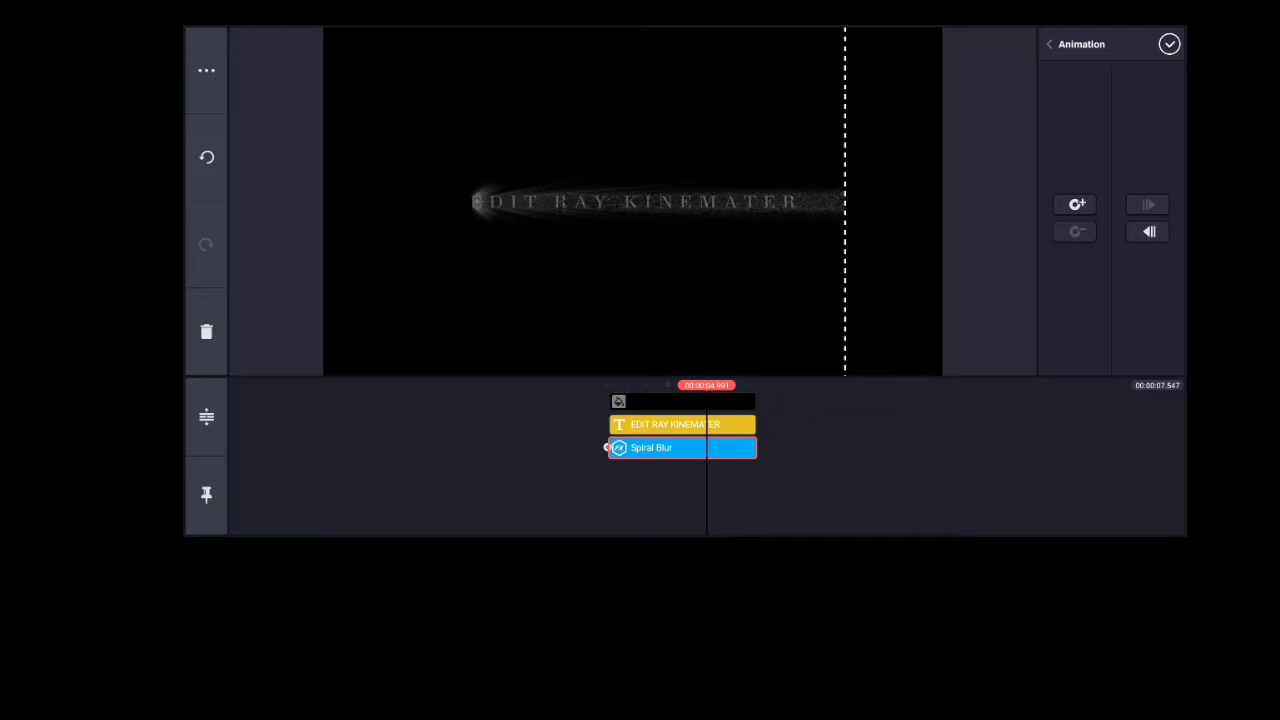 Animation
EDIT RAY KINEMATER
00:00:04.991
00:00:07.547
EDIT RAY KINEMATER
Spiral Blur